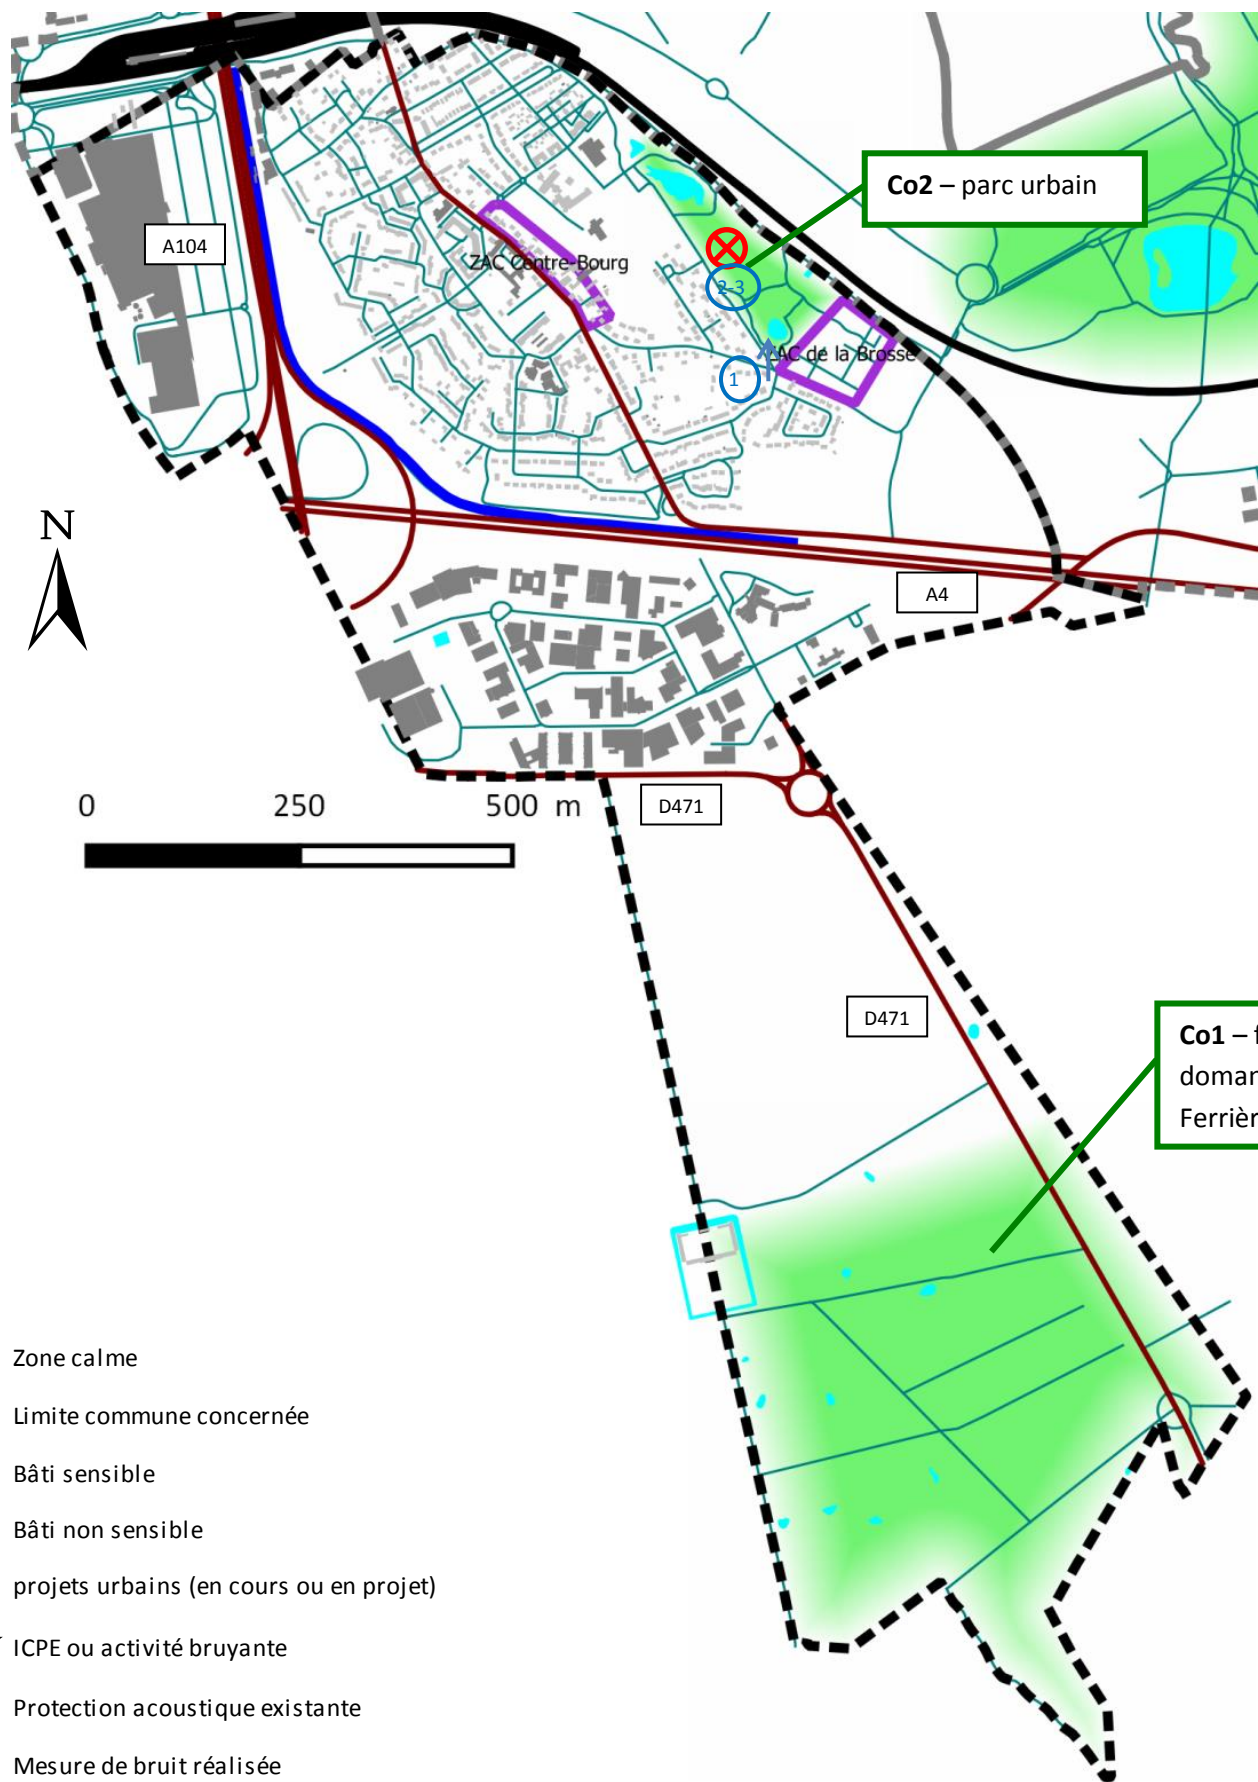 Co2 – parc urbain
A104
ZAC Centre-Bourg
2-3
ZAC de la Brosse
1
N
A4
0 250 500 m
D471
D471
Co1 –
Zone calme
Limite commune concernée
Bâti sensible
Bâti non sensible
projets urbains (en cours ou en projet)
ICPE ou activité bruyante
Protection acoustique existante
Mesure de bruit réalisée